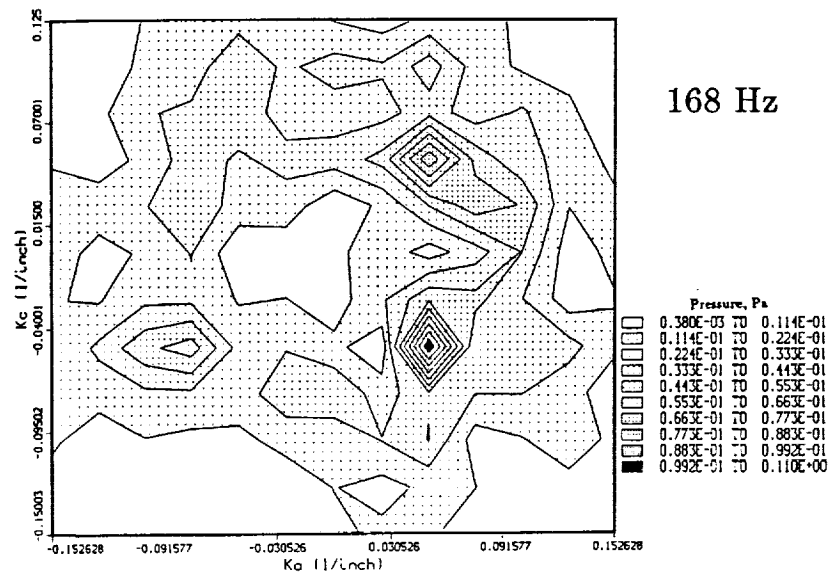 168 Hz
0.125
0.07001
0.01500
-0.04001
-0.09502
-0.15003
Kc (1/inch)
-0.152628 -0.091577 -0.030526 0.030526 0.091577 0.152628
Ka (1/inch)
Pressure, Pa
0.380E-03 TO 0.114E-01
0.114E-01 TO 0.224E-01
0.224E-01 TO 0.333E-01
0.333E-01 TO 0.443E-01
0.443E-01 TO 0.553E-01
0.553E-01 TO 0.663E-01
0.663E-01 TO 0.773E-01
0.773E-01 TO 0.883E-01
0.883E-01 TO 0.992E-01
0.992E-01 TO 0.110E+00